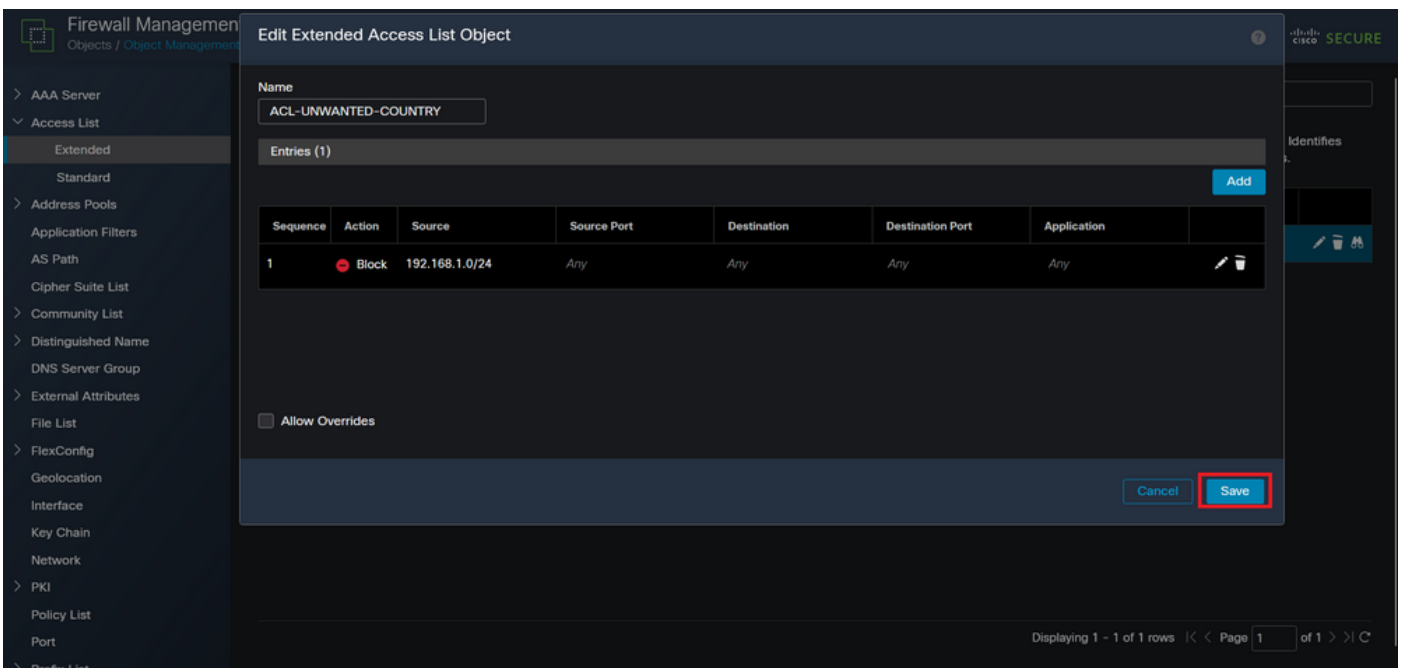 Firewall Managemen
Objects / Object Management
Edit Extended Access List Object
cisco SECURE
AAA Server
Access List
Extended
Standard
Address Pools
Application Filters
AS Path
Cipher Suite List
Community List
Distinguished Name
DNS Server Group
External Attributes
File List
FlexConfig
Geolocation
Interface
Key Chain
Network
PKI
Policy List
Port
Prefix List
Name
ACL-UNWANTED-COUNTRY
Entries (1)
Add
Sequence Action Source Source Port Destination Destination Port Application
1 Block 192.168.1.0/24 Any Any Any Any
Allow Overrides
Cancel Save
Identifies
s.
Displaying 1 - 1 of 1 rows |< < Page 1 of 1 > >| C